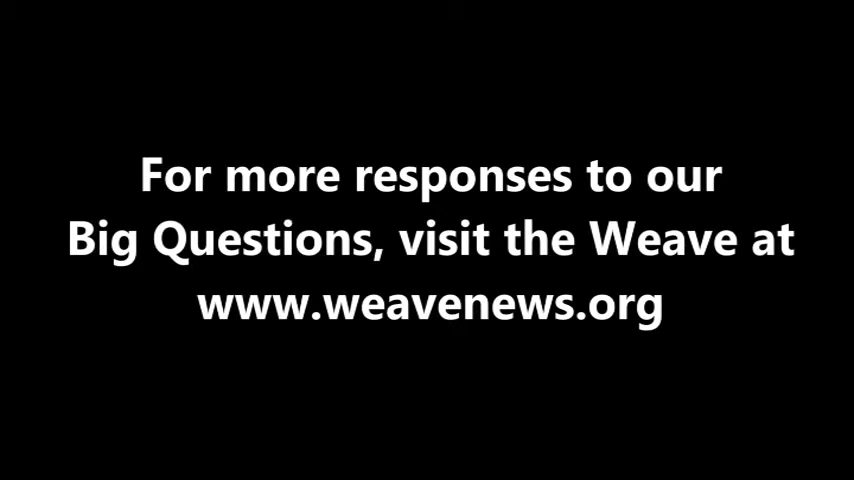 For more responses to our
Big Questions, visit the Weave at
www.weavenews.org